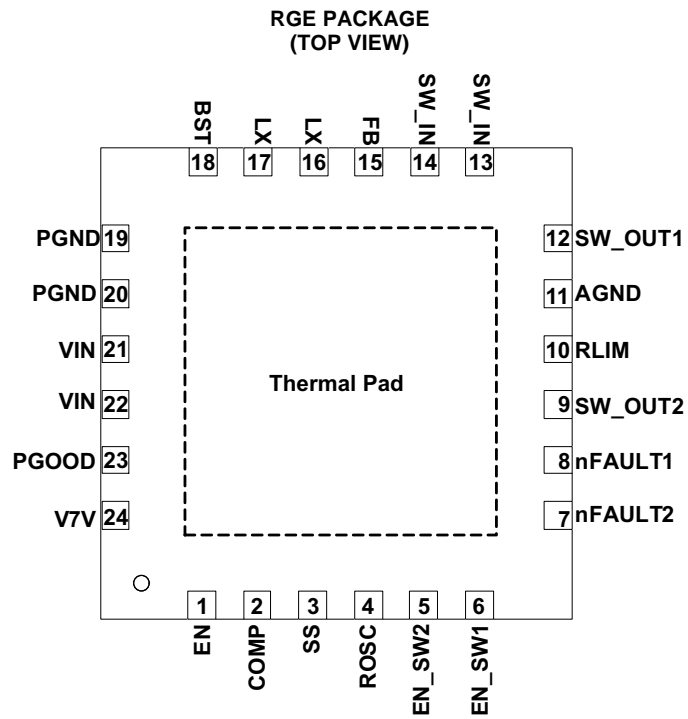 RGE PACKAGE
(TOP VIEW)
BST
LX
LX
FB
SW_IN
SW_IN
18
17
16
15
14
13
PGND 19
PGND 20
VIN 21
VIN 22
PGOOD 23
V7V 24
Thermal Pad
12 SW_OUT1
11 AGND
10 RLIM
9 SW_OUT2
8 nFAULT1
7 nFAULT2
1
2
3
4
5
6
EN
COMP
SS
ROSC
EN_SW2
EN_SW1